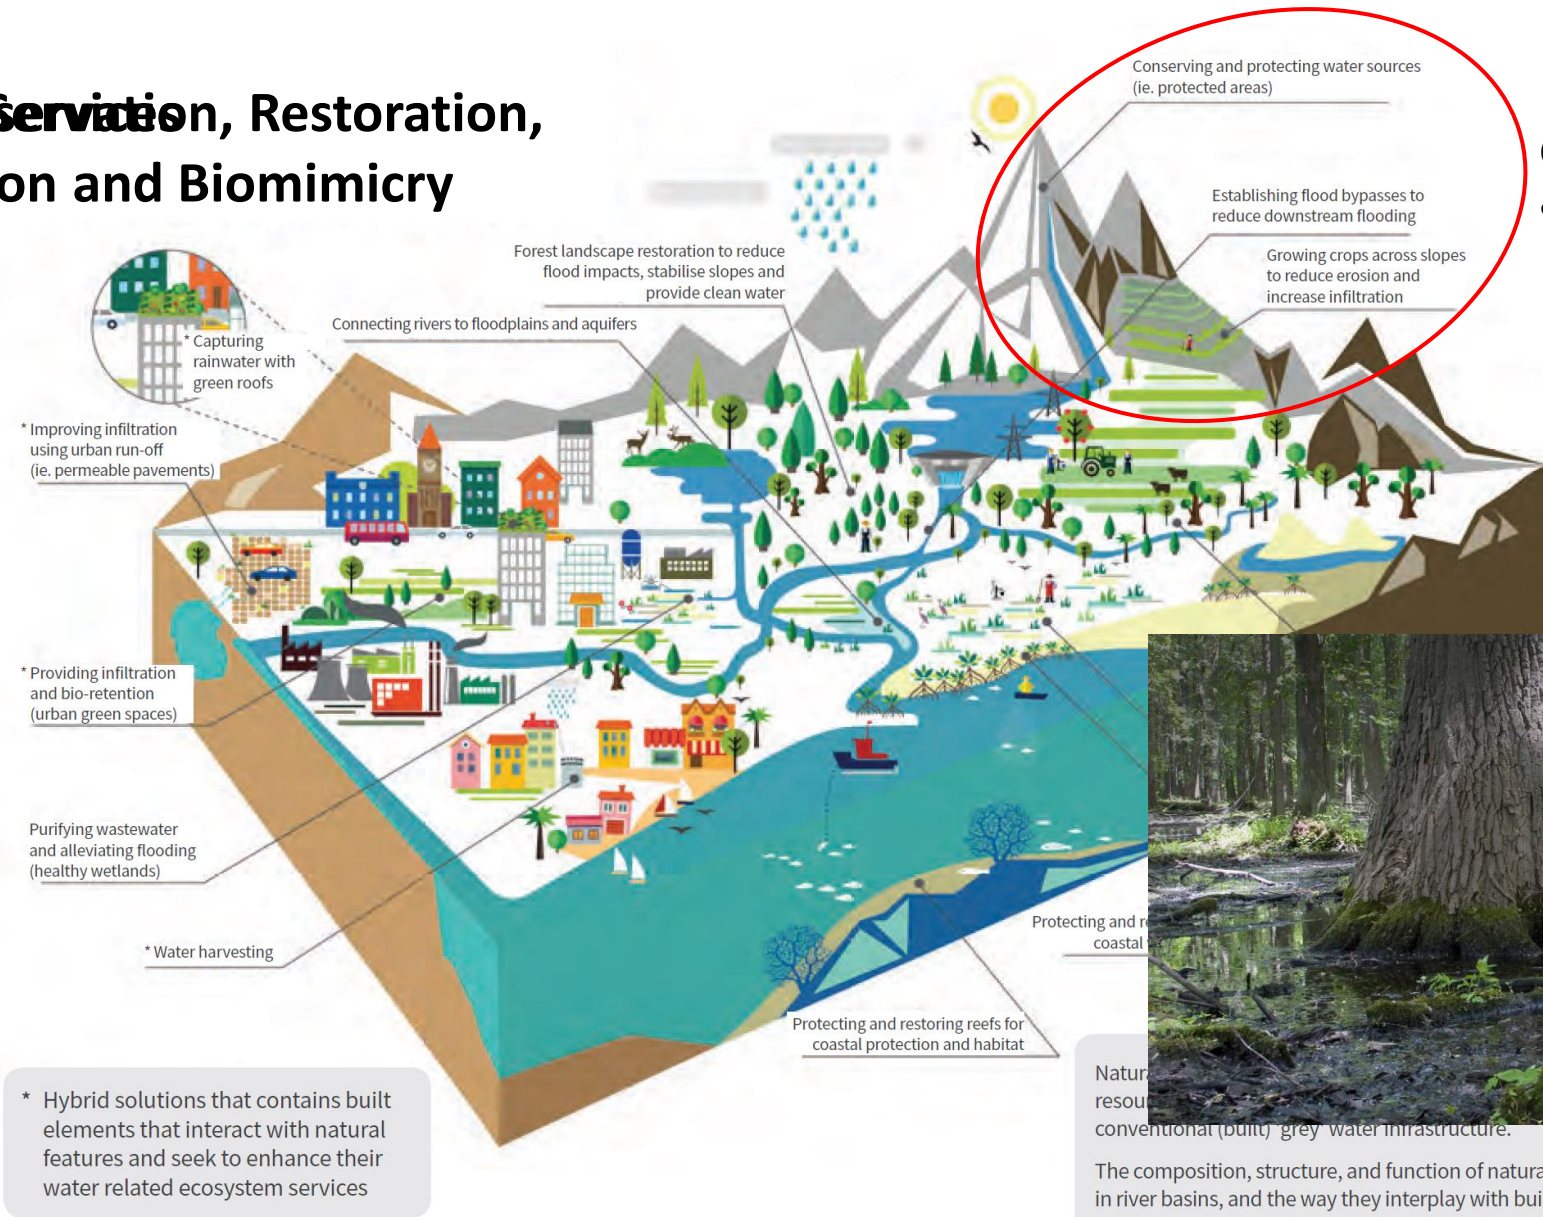 Restoration,
and Biomimicry
Conserving and protecting water sources
(ie. protected areas)
Establishing flood bypasses to
reduce downstream flooding
Growing crops across slopes
to reduce erosion and
increase infiltration
Forest landscape restoration to reduce
flood impacts, stabilise slopes and
provide clean water
Connecting rivers to floodplains and aquifers
* Capturing
rainwater with
green roofs
* Improving infiltration
using urban run-off
(ie. permeable pavements)
* Providing infiltration
and bio-retention
(urban green spaces)
Purifying wastewater
and alleviating flooding
(healthy wetlands)
* Water harvesting
Protecting and
coastal
Protecting and restoring reefs for
coastal protection and habitat
* Hybrid solutions that contains built
elements that interact with natural
features and seek to enhance their
water related ecosystem services
conventional (built) 'grey' water infrastructure.
The composition, structure, and function of
in river basins, and the way they interplay with